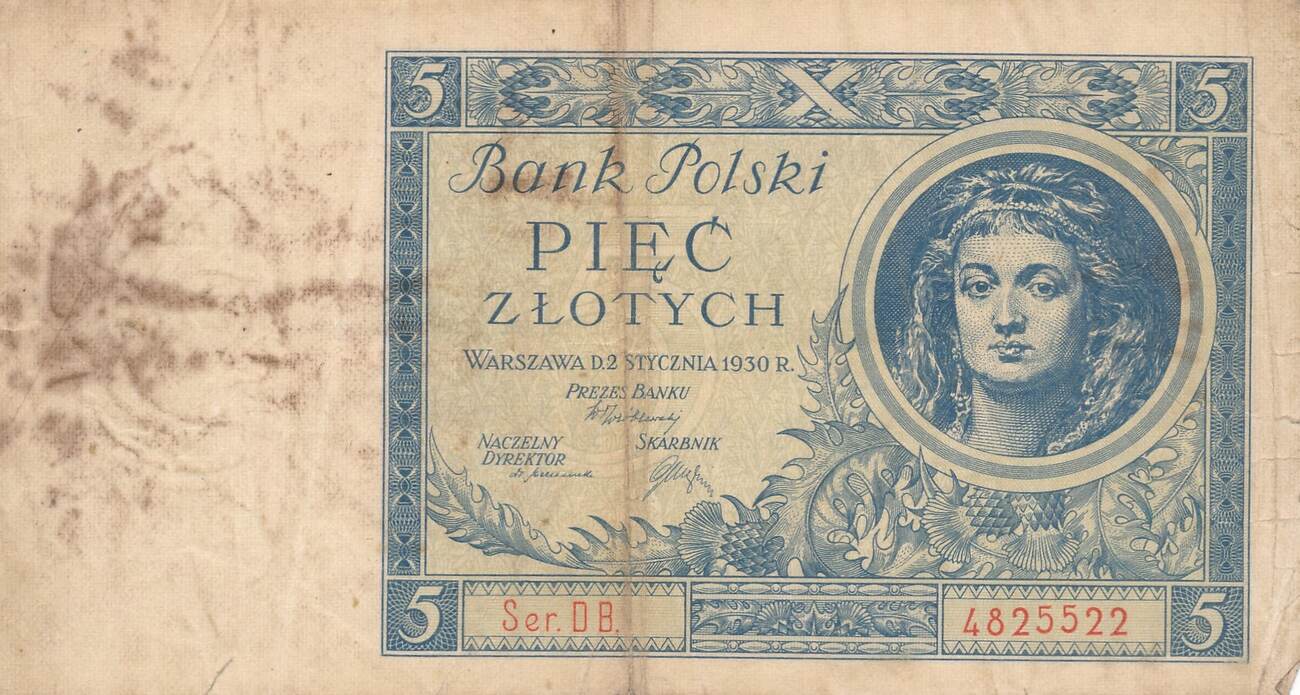 5 5
Bank Polski
PIĘĆ
ZŁOTYCH
WARSZAWA D.2 STYCZNIA 1930 R.
PREZES BANKU
NACZELNY
DYREKTOR
SKARBNIK
5 Ser. D B. 4825522 5